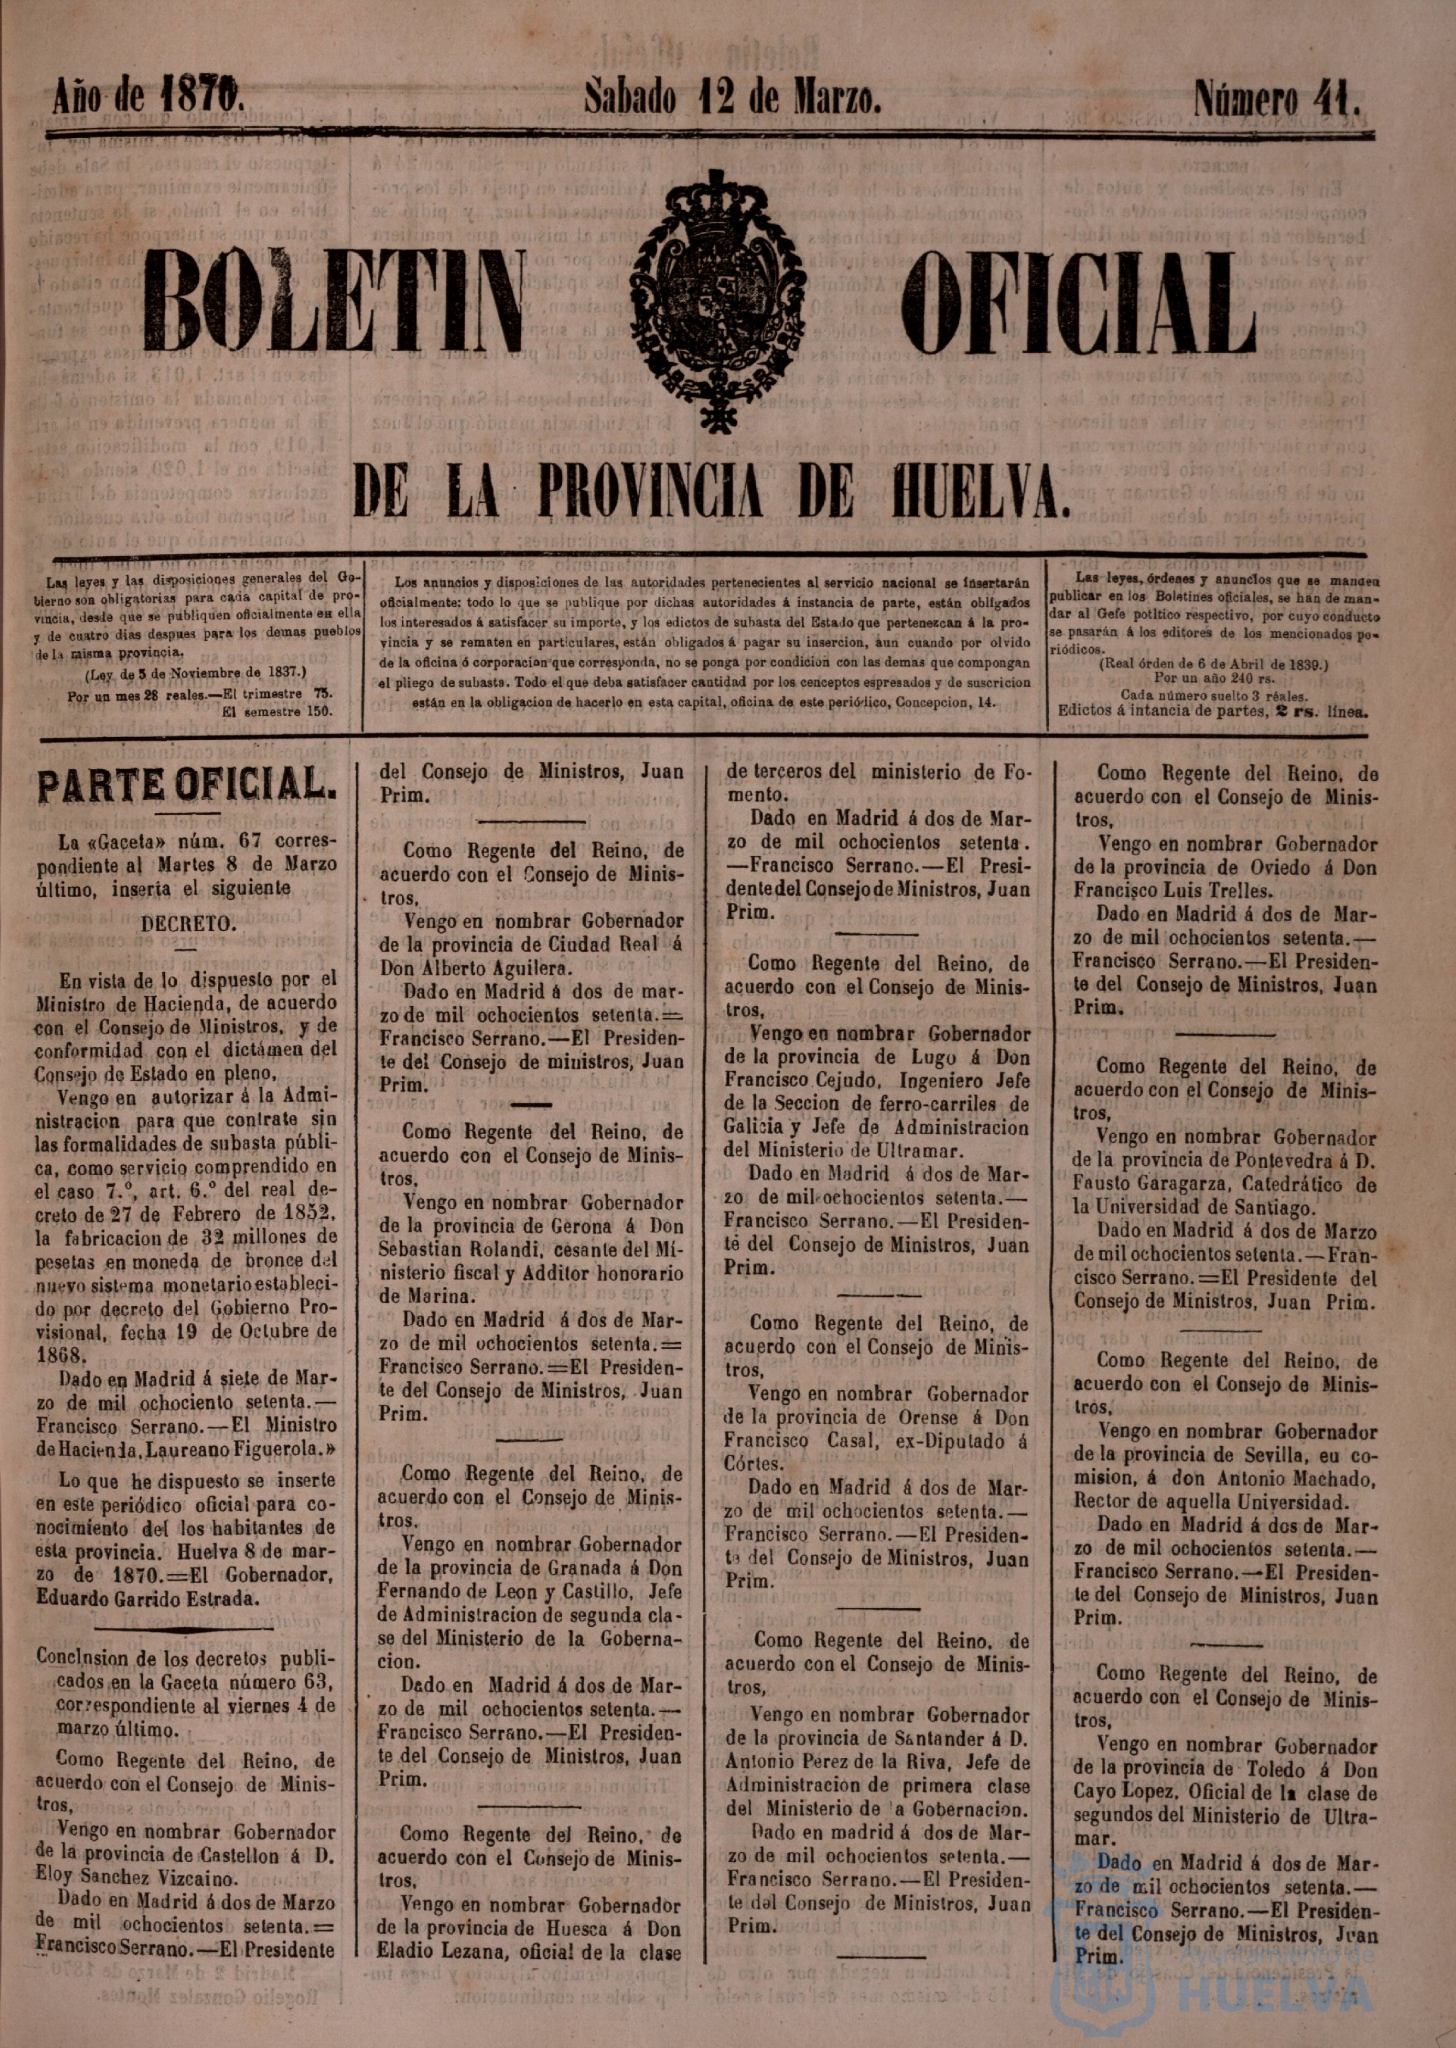 Año de 1870.
Sabado 12 de Marzo.
Número 41.
BOLETIN OFICIAL
DE LA PROVINCIA DE HUELVA.
Las leyes y las disposiciones generales del Go-
bierno son obligatorias para cada capital de pro-
vincia, desde que se publiquen oficialmente en ella
y de cuatro dias despues para los demas pueblos
de la misma provincia.
(Ley de 5 de Noviembre de 1837.)
Por un mes 28 reales.—El trimestre 75.
El semestre 150.
Los anuncios y disposiciones de las autoridades pertenecientes al servicio nacional se insertarán
oficialmente: todo lo que se publique por dichas autoridades á instancia de parte, están obligados
los interesados á satisfacer su importe, y los edictos de subasta del Estado que pertenezcan á la pro-
vincia y se rematen en particulares, están obligados á pagar su insercion, aun cuando por olvido
de la oficina ó corporacion que corresponda, no se ponga por condicion con las demas que compongan
el pliego de subasta. Todo el que deba satisfacer cantidad por los conceptos espresados y de suscricion
están en la obligacion de hacerlo en esta capital, oficina de este periódico, Concepcion, 14.
Las leyes, órdenes y anuncios que se manden
publicar en los Boletines oficiales, se han de man-
dar al Gefe político respectivo, por cuyo conducto
se pasarán á los editores de los mencionados pe-
riódicos.
(Real órden de 6 de Abril de 1839.)
Por un año 240 rs.
Cada número suelto 3 réales.
Edictos á intancia de partes, 2 rs. línea.
PARTE OFICIAL.
La «Gaceta» núm. 67 corres-
pondiente al Martes 8 de Marzo
último, inserta el siguiente
DECRETO.
En vista de lo dispuesto por el
Ministro de Hacienda, de acuerdo
con el Consejo de Ministros, y de
conformidad con el dictámen del
Consejo de Estado en pleno,
Vengo en autorizar á la Admi-
nistracion para que contrate sin
las formalidades de subasta públi-
ca, como servicio comprendido en
el caso 7.º, art. 6.º del real de-
creto de 27 de Febrero de 1852,
la fabricacion de 32 millones de
pesetas en moneda de bronce del
nuevo sistema monetario estableci-
do por decreto del Gobierno Pro-
visional, fecha 19 de Octubre de
1868.
Dado en Madrid á siete de Mar-
zo de mil ochociento setenta.—
Francisco Serrano.—El Ministro
de Hacienda, Laureano Figuerola.»
Lo que he dispuesto se inserte
en este periódico oficial para co-
nocimiento del los habitantes de
esta provincia. Huelva 8 de mar-
zo de 1870.=El Gobernador,
Eduardo Garrido Estrada.
Conclnsion de los decretos publi-
cados en la Gaceta número 63,
correspondiente al viernes 4 de
marzo último.
Como Regente del Reino, de
acuerdo con el Consejo de Minis-
tros,
Vengo en nombrar Gobernador
de la provincia de Castellon á D.
Eloy Sanchez Vizcaino.
Dado en Madrid á dos de Marzo
de mil ochocientos setenta.=
Francisco Serrano.—El Presidente
del Consejo de Ministros, Juan
Prim.
Como Regente del Reino, de
acuerdo con el Consejo de Minis-
tros,
Vengo en nombrar Gobernador
de la provincia de Ciudad Real á
Don Alberto Aguilera.
Dado en Madrid á dos de mar-
zo de mil ochocientos setenta.=
Francisco Serrano.—El Presiden-
te del Consejo de ministros, Juan
Prim.
Como Regente del Reino, de
acuerdo con el Consejo de Minis-
tros,
Vengo en nombrar Gobernador
de la provincia de Gerona á Don
Sebastian Rolandi, cesante del Mi-
nisterio fiscal y Additor honorario
de Marina.
Dado en Madrid á dos de Mar-
zo de mil ochocientos setenta.=
Francisco Serrano.=El Presiden-
te del Consejo de Ministros, Juan
Prim.
Como Regente del Reino, de
acuerdo con el Consejo de Minis-
tros,
Vengo en nombrar Gobernador
de la provincia de Granada á Don
Fernando de Leon y Castillo, Jefe
de Administracion de segunda cla-
se del Ministerio de la Goberna-
cion.
Dado en Madrid á dos de Mar-
zo de mil ochocientos setenta.—
Francisco Serrano.—El Presiden-
te del Consejo de Ministros, Juan
Prim.
Como Regente del Reino, de
acuerdo con el Consejo de Minis-
tros,
Vengo en nombrar Gobernador
de la provincia de Huesca á Don
Eladio Lezana, oficial de la clase
de terceros del ministerio de Fo-
mento.
Dado en Madrid á dos de Mar-
zo de mil ochocientos setenta.
—Francisco Serrano.—El Presi-
dente del Consejo de Ministros, Juan
Prim.
Como Regente del Reino, de
acuerdo con el Consejo de Minis-
tros,
Vengo en nombrar Gobernador
de la provincia de Lugo á Don
Francisco Cejudo, Ingeniero Jefe
de la Seccion de ferro-carriles de
Galicia y Jefe de Administracion
del Ministerio de Ultramar.
Dado en Madrid á dos de Mar-
zo de mil ochocientos setenta.—
Francisco Serrano.—El Presiden-
te del Consejo de Ministros, Juan
Prim.
Como Regente del Reino, de
acuerdo con el Consejo de Minis-
tros,
Vengo en nombrar Gobernador
de la provincia de Orense á Don
Francisco Casal, ex-Diputado á
Córtes.
Dado en Madrid á dos de Mar-
zo de mil ochocientos setenta.—
Francisco Serrano.—El Presiden-
te del Consejo de Ministros, Juan
Prim.
Como Regente del Reino, de
acuerdo con el Consejo de Minis-
tros,
Vengo en nombrar Gobernador
de la provincia de Santander á D.
Antonio Perez de la Riva, Jefe de
Administracion de primera clase
del Ministerio de a Gobernacion.
Dado en madrid á dos de Mar-
zo de mil ochocientos setenta.—
Francisco Serrano.—El Presiden-
te del Consejo de Ministros, Juan
Prim.
Como Regente del Reino, de
acuerdo con el Consejo de Minis-
tros,
Vengo en nombrar Gobernador
de la provincia de Oviedo á Don
Francisco Luis Trelles.
Dado en Madrid á dos de Mar-
zo de mil ochocientos setenta.—
Francisco Serrano.—El Presiden-
te del Consejo de Ministros, Juan
Prim.
Como Regente del Reino, de
acuerdo con el Consejo de Minis-
tros,
Vengo en nombrar Gobernador
de la provincia de Pontevedra á D.
Fausto Garagarza, Catedrático de
la Universidad de Santiago.
Dado en Madrid á dos de Marzo
de mil ochocientos setenta.—Fran-
cisco Serrano.=El Presidente del
Consejo de Ministros, Juan Prim.
Como Regente del Reino, de
acuerdo con el Consejo de Minis-
tros,
Vengo en nombrar Gobernador
de la provincia de Sevilla, eu co-
mision, á don Antonio Machado,
Rector de aquella Universidad.
Dado en Madrid á dos de Mar-
zo de mil ochocientos setenta.—
Francisco Serrano.—El Presiden-
te del Consejo de Ministros, Juan
Prim.
Como Regente del Reino, de
acuerdo con el Consejo de Minis-
tros,
Vengo en nombrar Gobernador
de la provincia de Toledo á Don
Cayo Lopez, Oficial de la clase de
segundos del Ministerio de Ultra-
mar.
Dado en Madrid á dos de Mar-
zo de mil ochocientos setenta.—
Francisco Serrano.—El Presiden-
te del Consejo de Ministros, Juan
Prim.
HUELVA